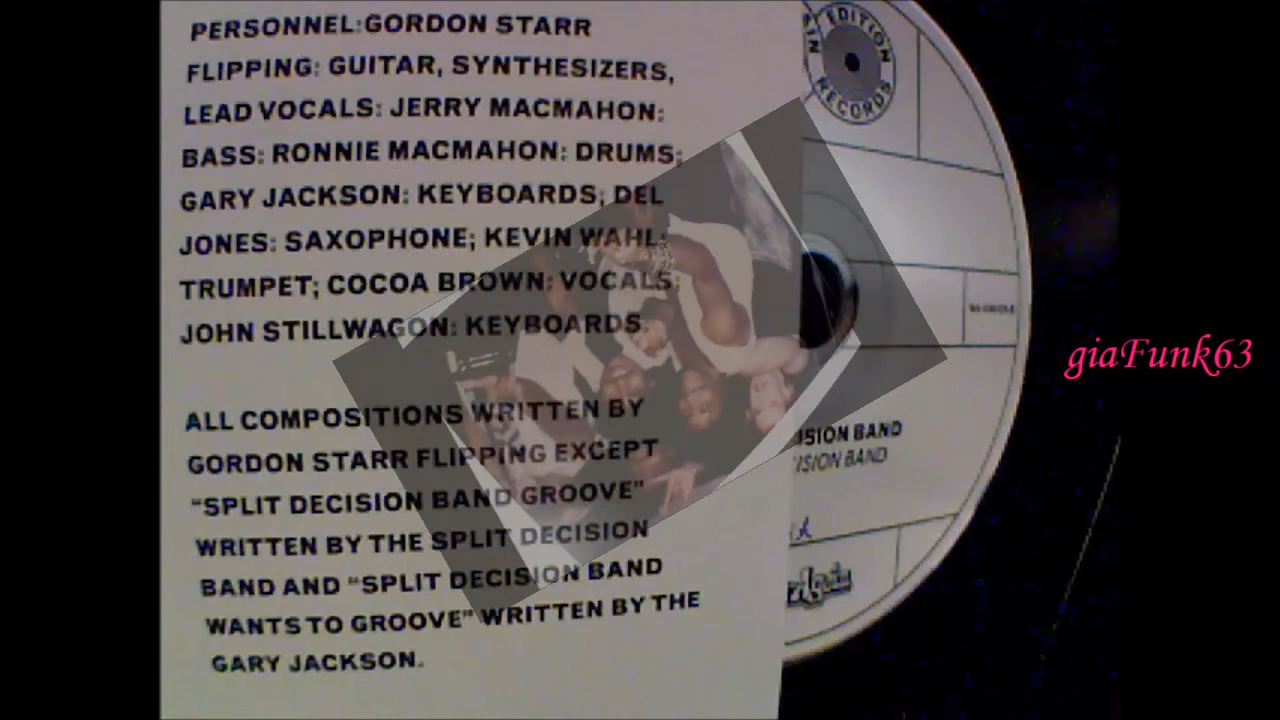 PERSONNEL:GORDON STARR
FLIPPING: GUITAR, SYNTHESIZERS,
LEAD VOCALS: JERRY MACMAHON:
BASS: RONNIE MACMAHON: DRUMS;
GARY JACKSON: KEYBOARDS; DEL
JONES: SAXOPHONE; KEVIN WAHL:
TRUMPET; COCOA BROWN: VOCALS;
JOHN STILLWAGON: KEYBOARDS.
ALL COMPOSITIONS WRITTEN BY
GORDON STARR FLIPPING EXCEPT
"SPLIT DECISION BAND GROOVE"
WRITTEN BY THE SPLIT DECISION
BAND AND "SPLIT DECISION BAND
WANTS TO GROOVE" WRITTEN BY THE
GARY JACKSON.
EDITION
RECORDS
BAND
BAND
giaFunk63